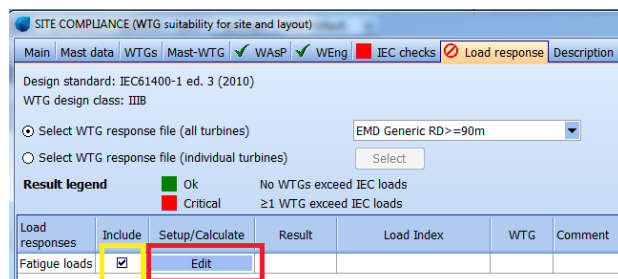 SITE COMPLIANCE (WTG suitability for site and layout)
Main Mast data WTGs Mast-WTG WAsP WEng IEC checks Load response Description
Design standard: IEC61400-1 ed. 3 (2010)
WTG design class: IIIB
Select WTG response file (all turbines) EMD Generic RD>=90m
Select WTG response file (individual turbines) Select
Result legend Ok No WTGs exceed IEC loads
Critical ≥1 WTG exceed IEC loads
Load responses Include Setup/Calculate Result Load Index WTG Comment
Fatigue loads Edit